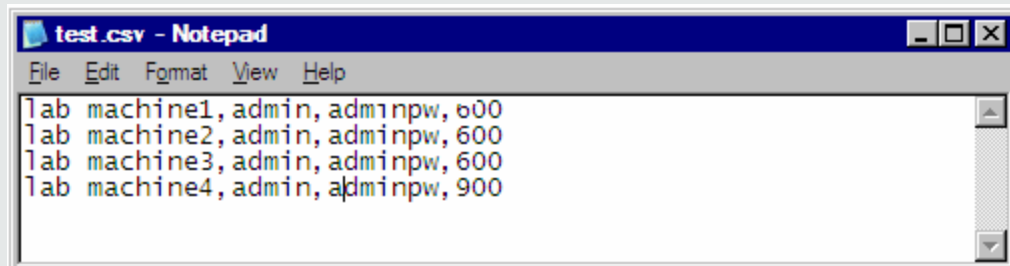 test.csv - Notepad
File Edit Format View Help
lab machine1,admin,adminpw,600
lab machine2,admin,adminpw,600
lab machine3,admin,adminpw,600
lab machine4,admin,adminpw,900